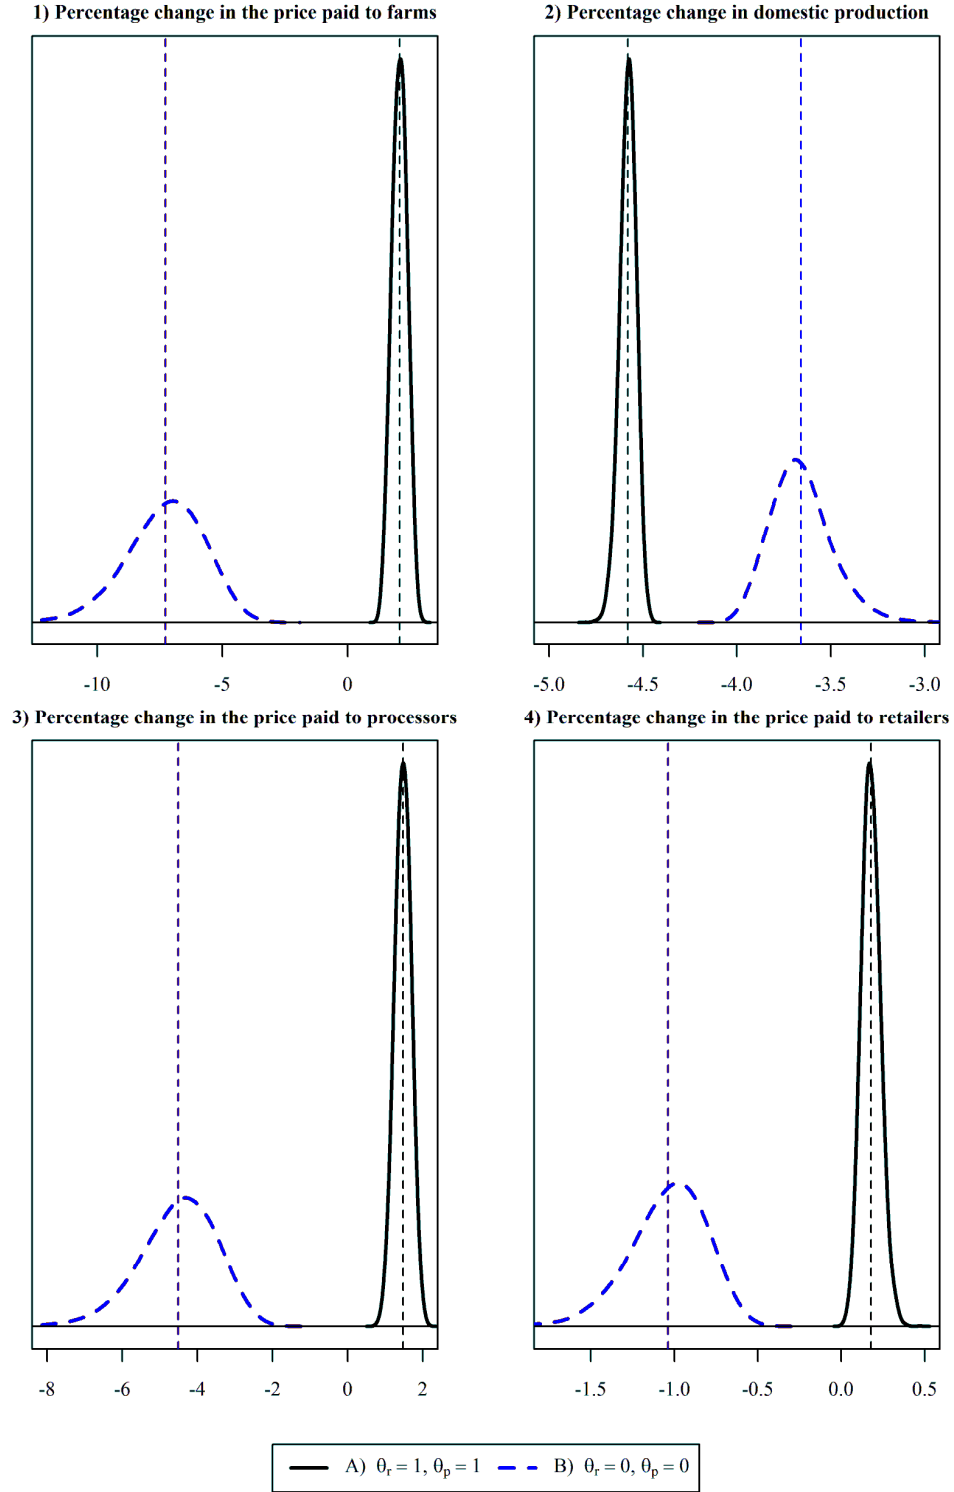 1) Percentage change in the price paid to farms
2) Percentage change in domestic production
-10 -5 0
-5.0 -4.5 -4.0 -3.5 -3.0
3) Percentage change in the price paid to processors
4) Percentage change in the price paid to retailers
-8 -6 -4 -2 0 2
-1.5 -1.0 -0.5 0.0 0.5
A) θr = 1, θp = 1 B) θr = 0, θp = 0